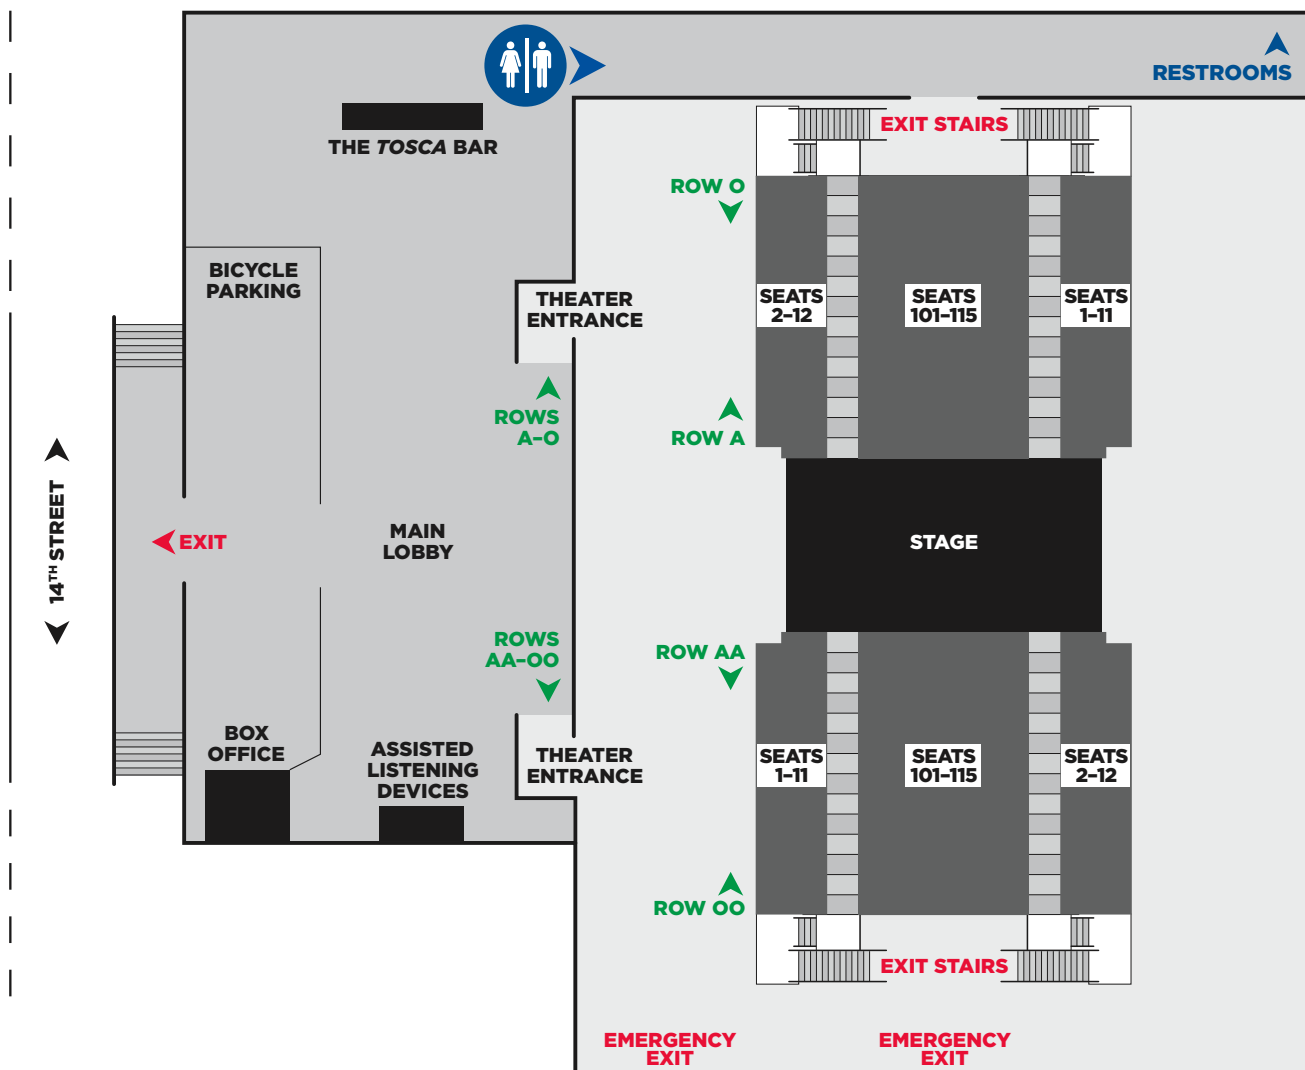 RESTROOMS
THE TOSCA BAR
EXIT STAIRS
ROW O
BICYCLE
PARKING
THEATER
ENTRANCE
SEATS
2–12
SEATS
101–115
SEATS
1–11
ROWS
A–O
ROW A
14TH STREET
EXIT
MAIN
LOBBY
STAGE
ROWS
AA–OO
ROW AA
BOX
OFFICE
ASSISTED
LISTENING
DEVICES
THEATER
ENTRANCE
SEATS
1–11
SEATS
101–115
SEATS
2–12
ROW OO
EXIT STAIRS
EMERGENCY
EXIT
EMERGENCY
EXIT